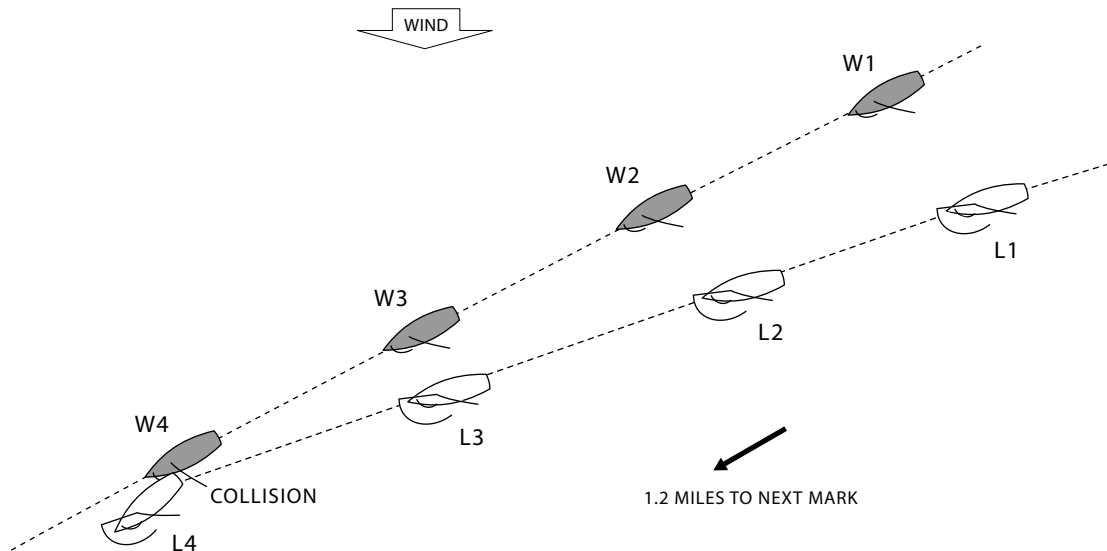 WIND
W1
W2
L1
W3
L2
W4
L3
COLLISION
1.2 MILES TO NEXT MARK
L4